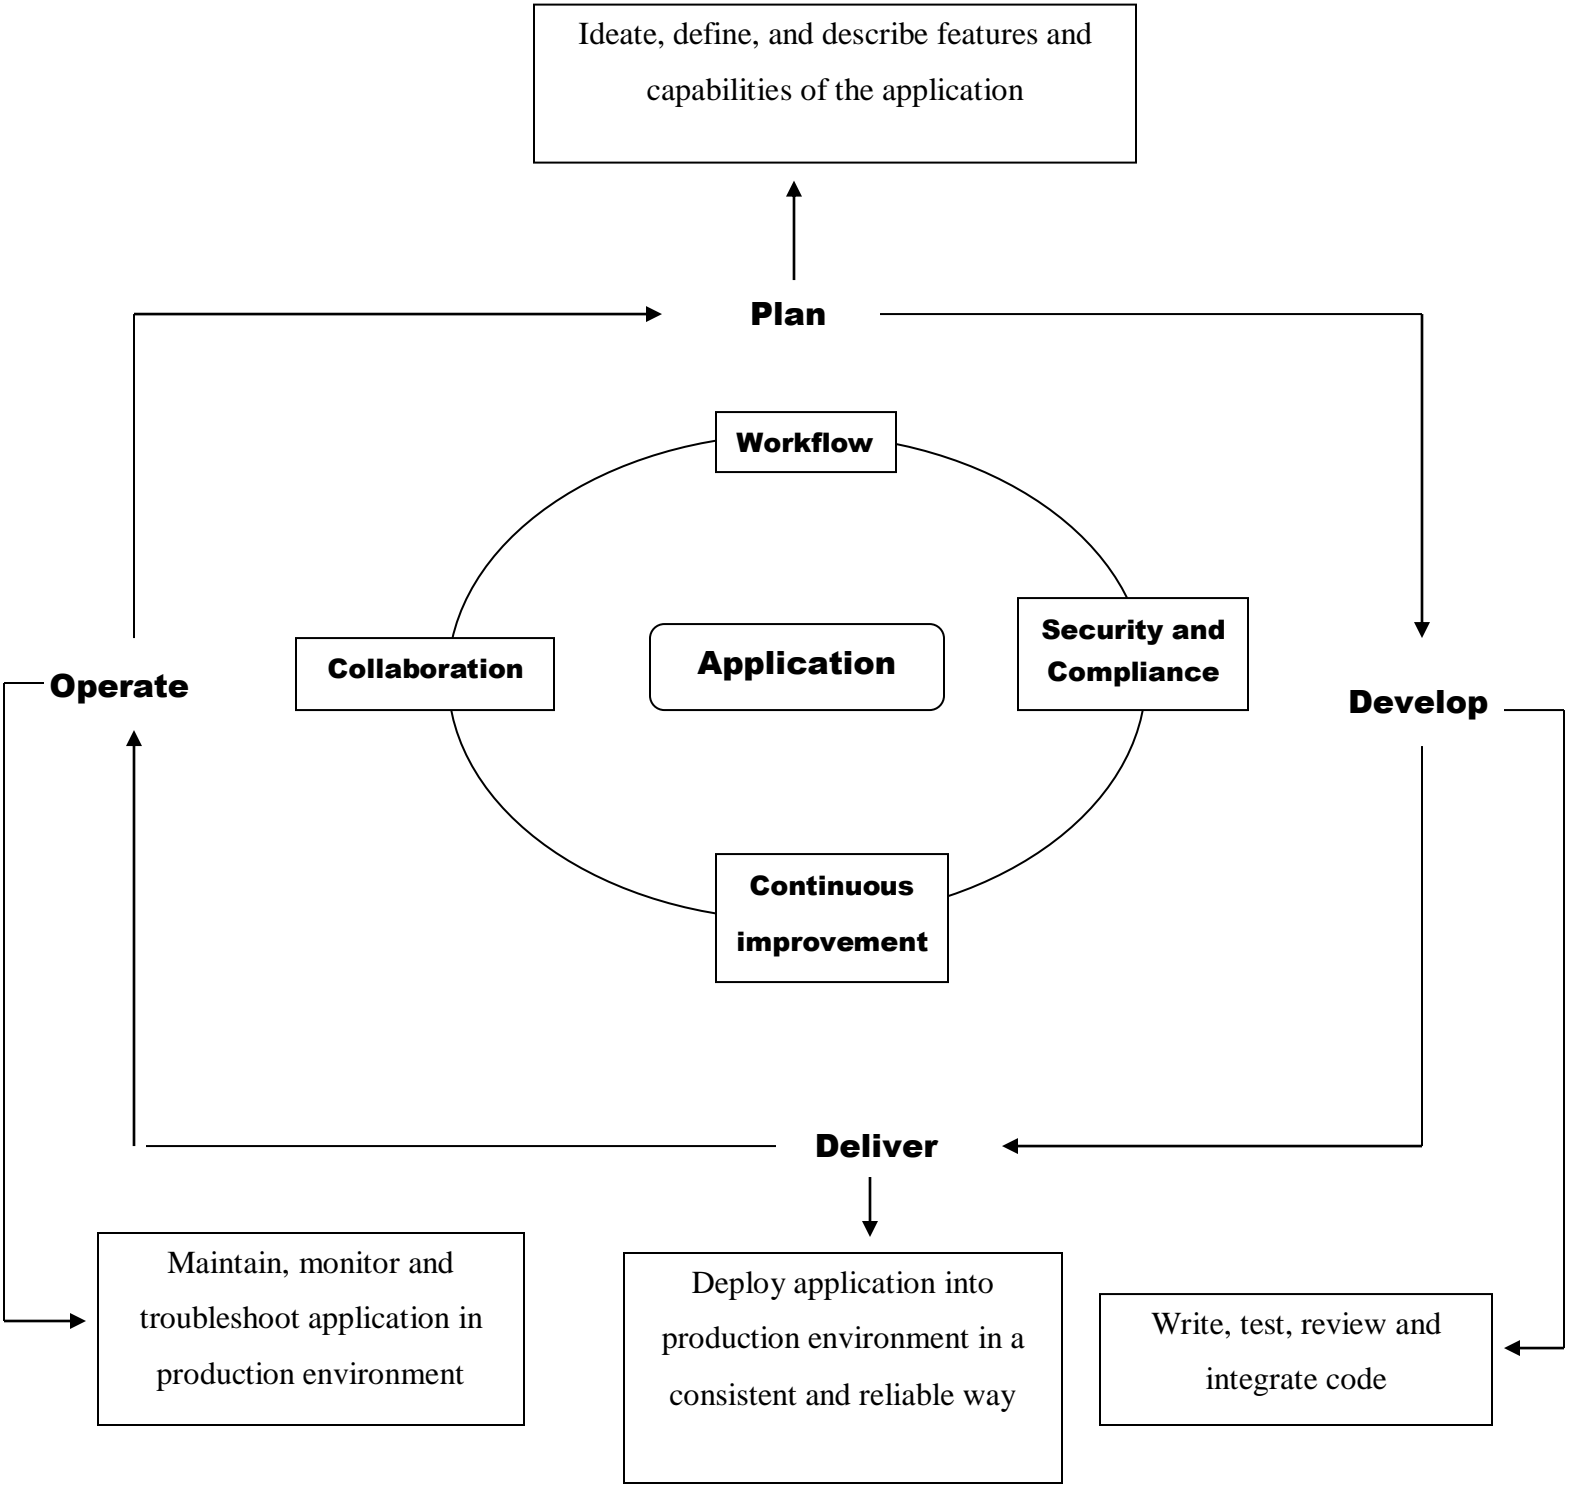 Ideate, define, and describe features and
capabilities of the application
Plan
Workflow
Security and
Compliance
Collaboration
Application
Operate
Develop
Continuous
improvement
Deliver
Maintain, monitor and
troubleshoot application in
production environment
Deploy application into
production environment in a
consistent and reliable way
Write, test, review and
integrate code